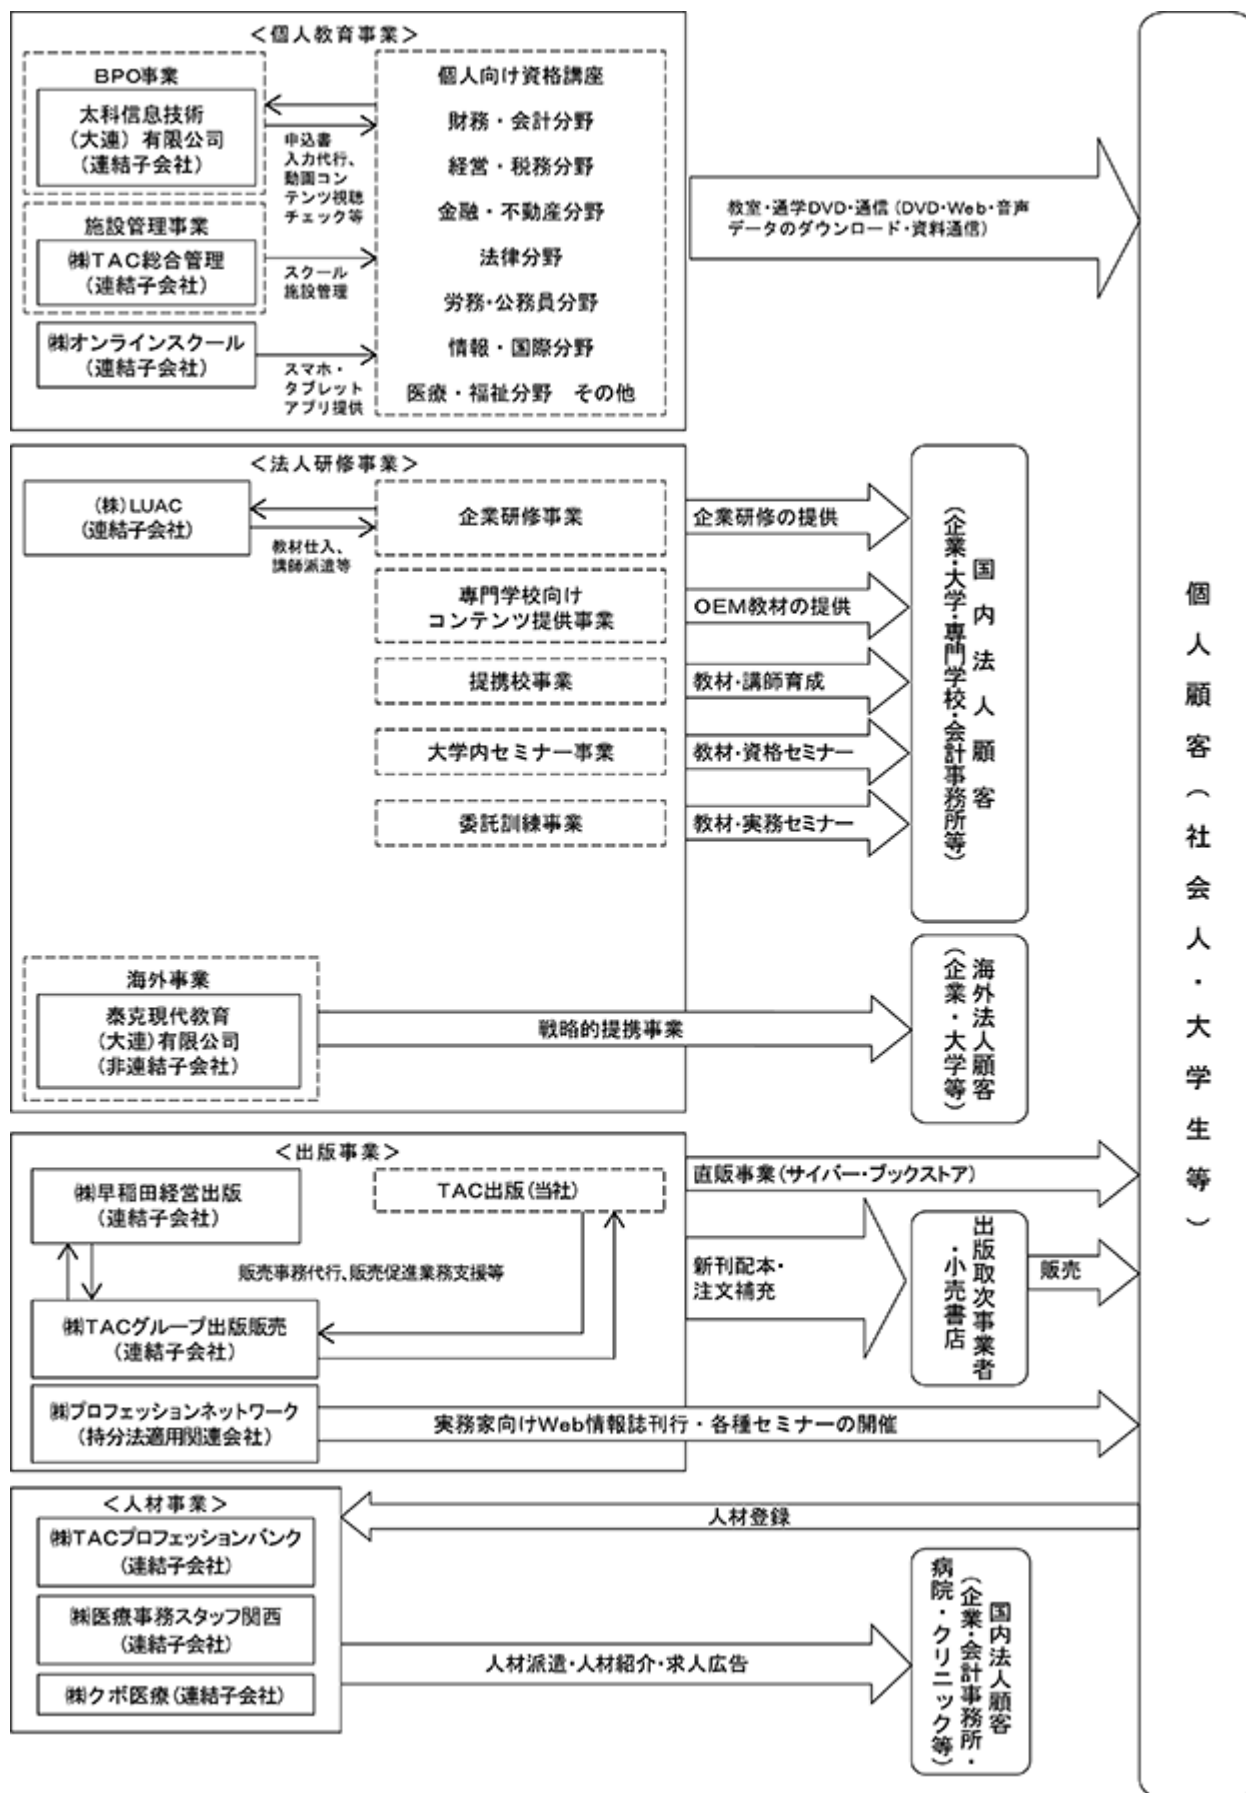 ＜個人教育事業＞
BPO事業
太科信息技術
（大連）有限公司
（連結子会社）
申込書
入力代行、
動画コン
テンツ視聴
チェック等
施設管理事業
㈱TAC総合管理
（連結子会社）
スクール
施設管理
㈱オンラインスクール
（連結子会社）
スマホ・
タブレット
アプリ提供
個人向け資格講座
財務・会計分野
経営・税務分野
金融・不動産分野
法律分野
労務・公務員分野
情報・国際分野
医療・福祉分野　その他
教室・通学DVD・通信（DVD・Web・音声
データのダウンロード・資料通信）
＜法人研修事業＞
（株）LUAC
（連結子会社）
教材仕入、
講師派遣等
企業研修事業
企業研修の提供
専門学校向け
コンテンツ提供事業
OEM教材の提供
提携校事業
教材・講師育成
大学内セミナー事業
教材・資格セミナー
委託訓練事業
教材・実務セミナー
国内法人顧客
（企業・大学・専門学校・会計事務所等）
海外事業
泰克現代教育
（大連）有限公司
（非連結子会社）
戦略的提携事業
海外法人顧客
（企業・大学等）
＜出版事業＞
㈱早稲田経営出版
（連結子会社）
TAC出版（当社）
販売事務代行、販売促進業務支援等
㈱TACグループ出版販売
（連結子会社）
㈱プロフェッションネットワーク
（持分法適用関連会社）
直販事業（サイバー・ブックストア）
新刊配本・
注文補充
出版取次事業者
・小売書店
販売
実務家向けWeb情報誌刊行・各種セミナーの開催
＜人材事業＞
㈱TACプロフェッションバンク
（連結子会社）
㈱医療事務スタッフ関西
（連結子会社）
㈱クボ医療（連結子会社）
人材登録
人材派遣・人材紹介・求人広告
国内法人顧客
（企業・会計事務所・
病院・クリニック等）
個人顧客（社会人・大学生等）